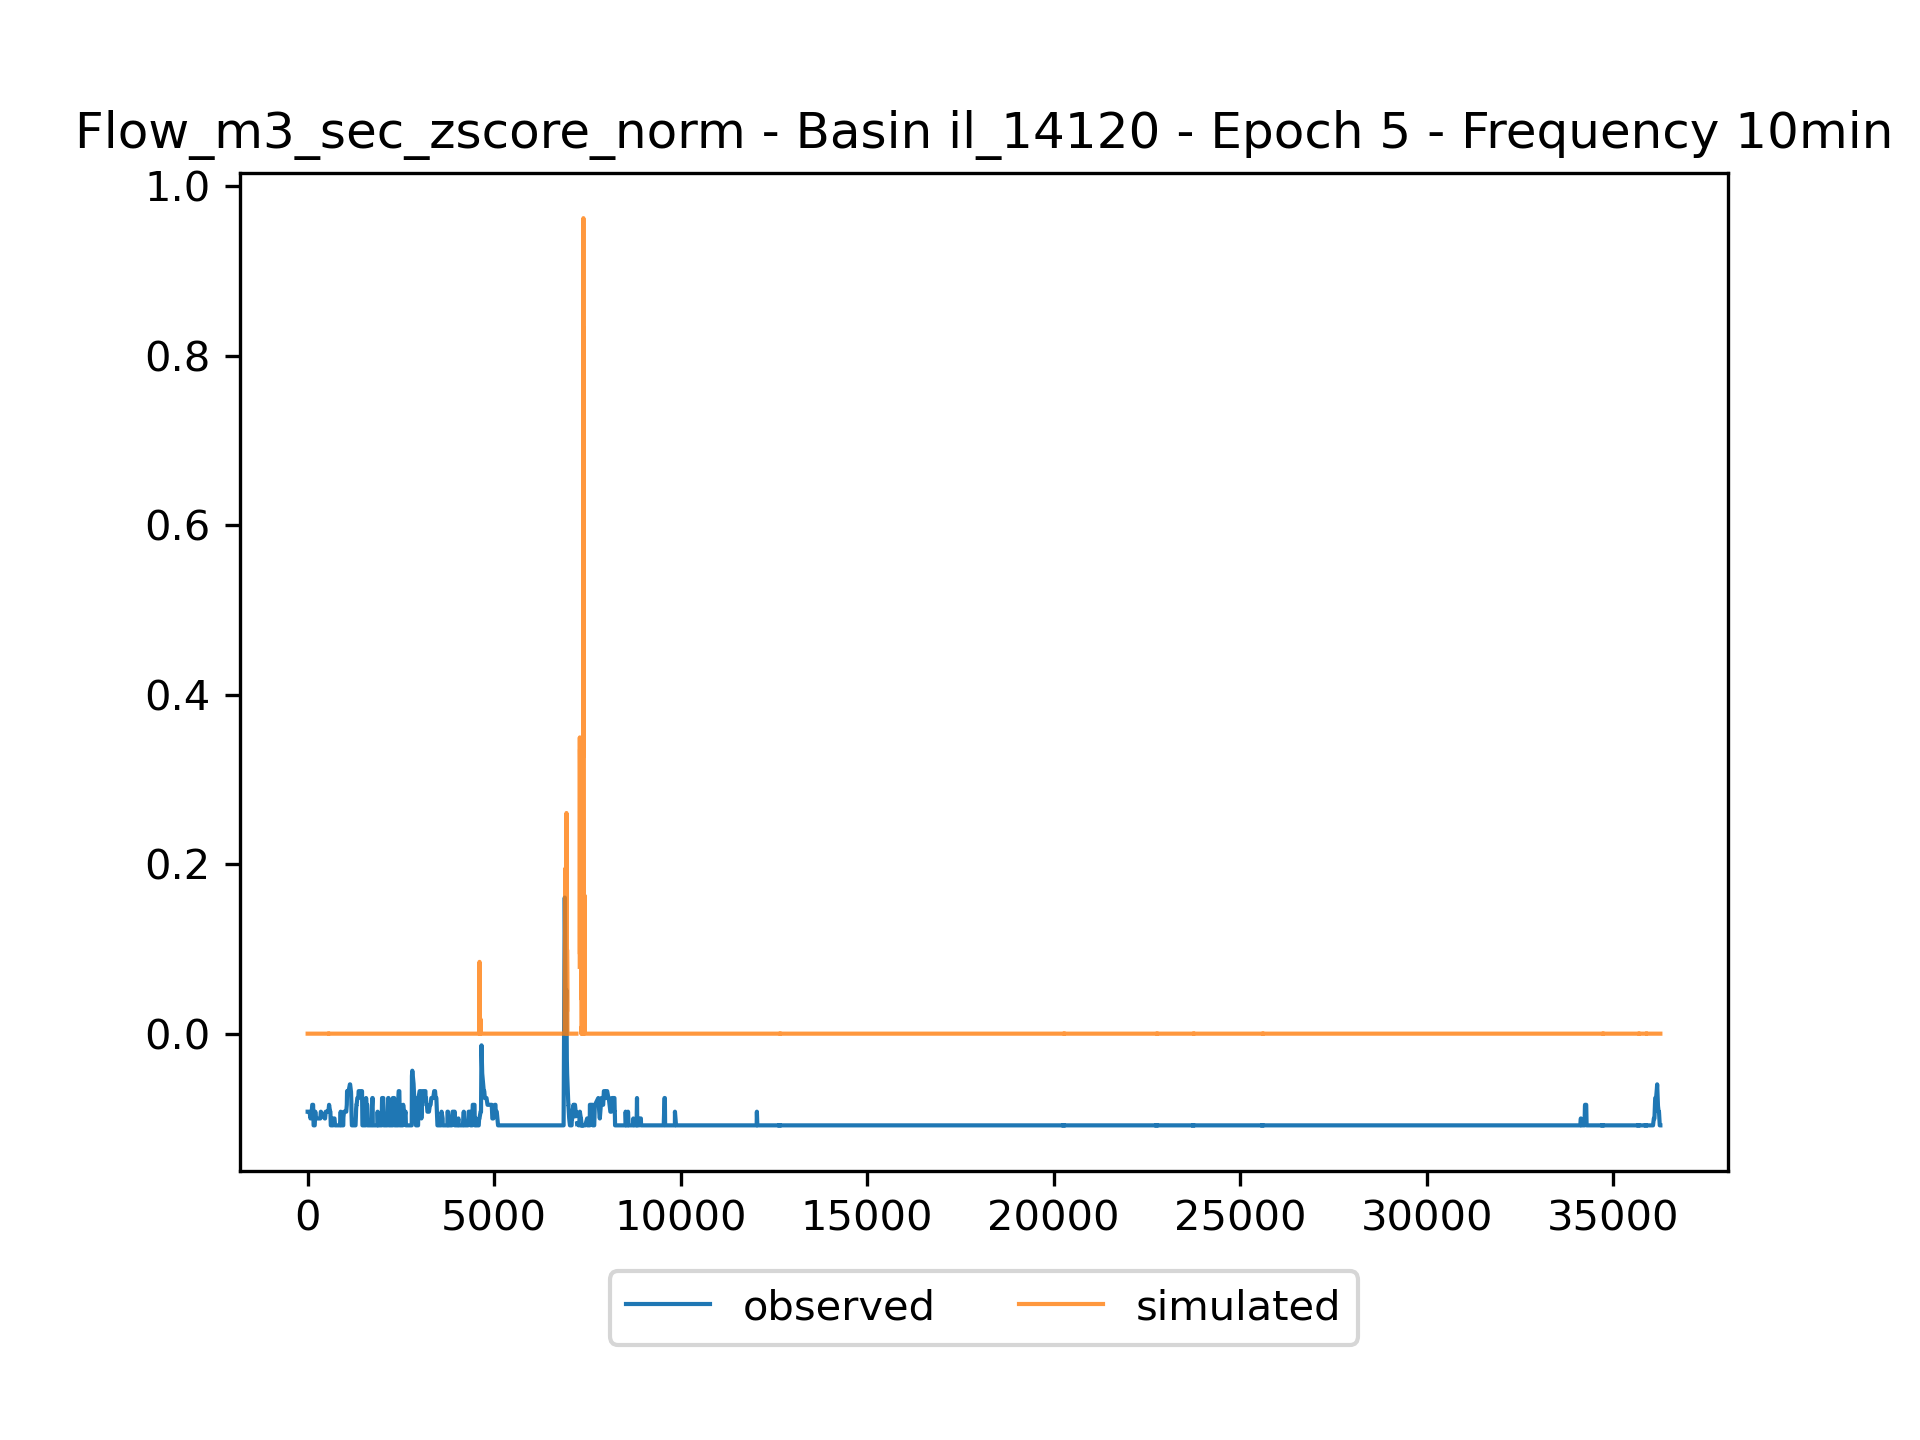 Flow_m3_sec_zscore_norm - Basin il_14120 - Epoch 5 - Frequency 10min
1.0
0.8
0.6
0.4
0.2
0.0
0 5000 10000 15000 20000 25000 30000 35000
observed simulated